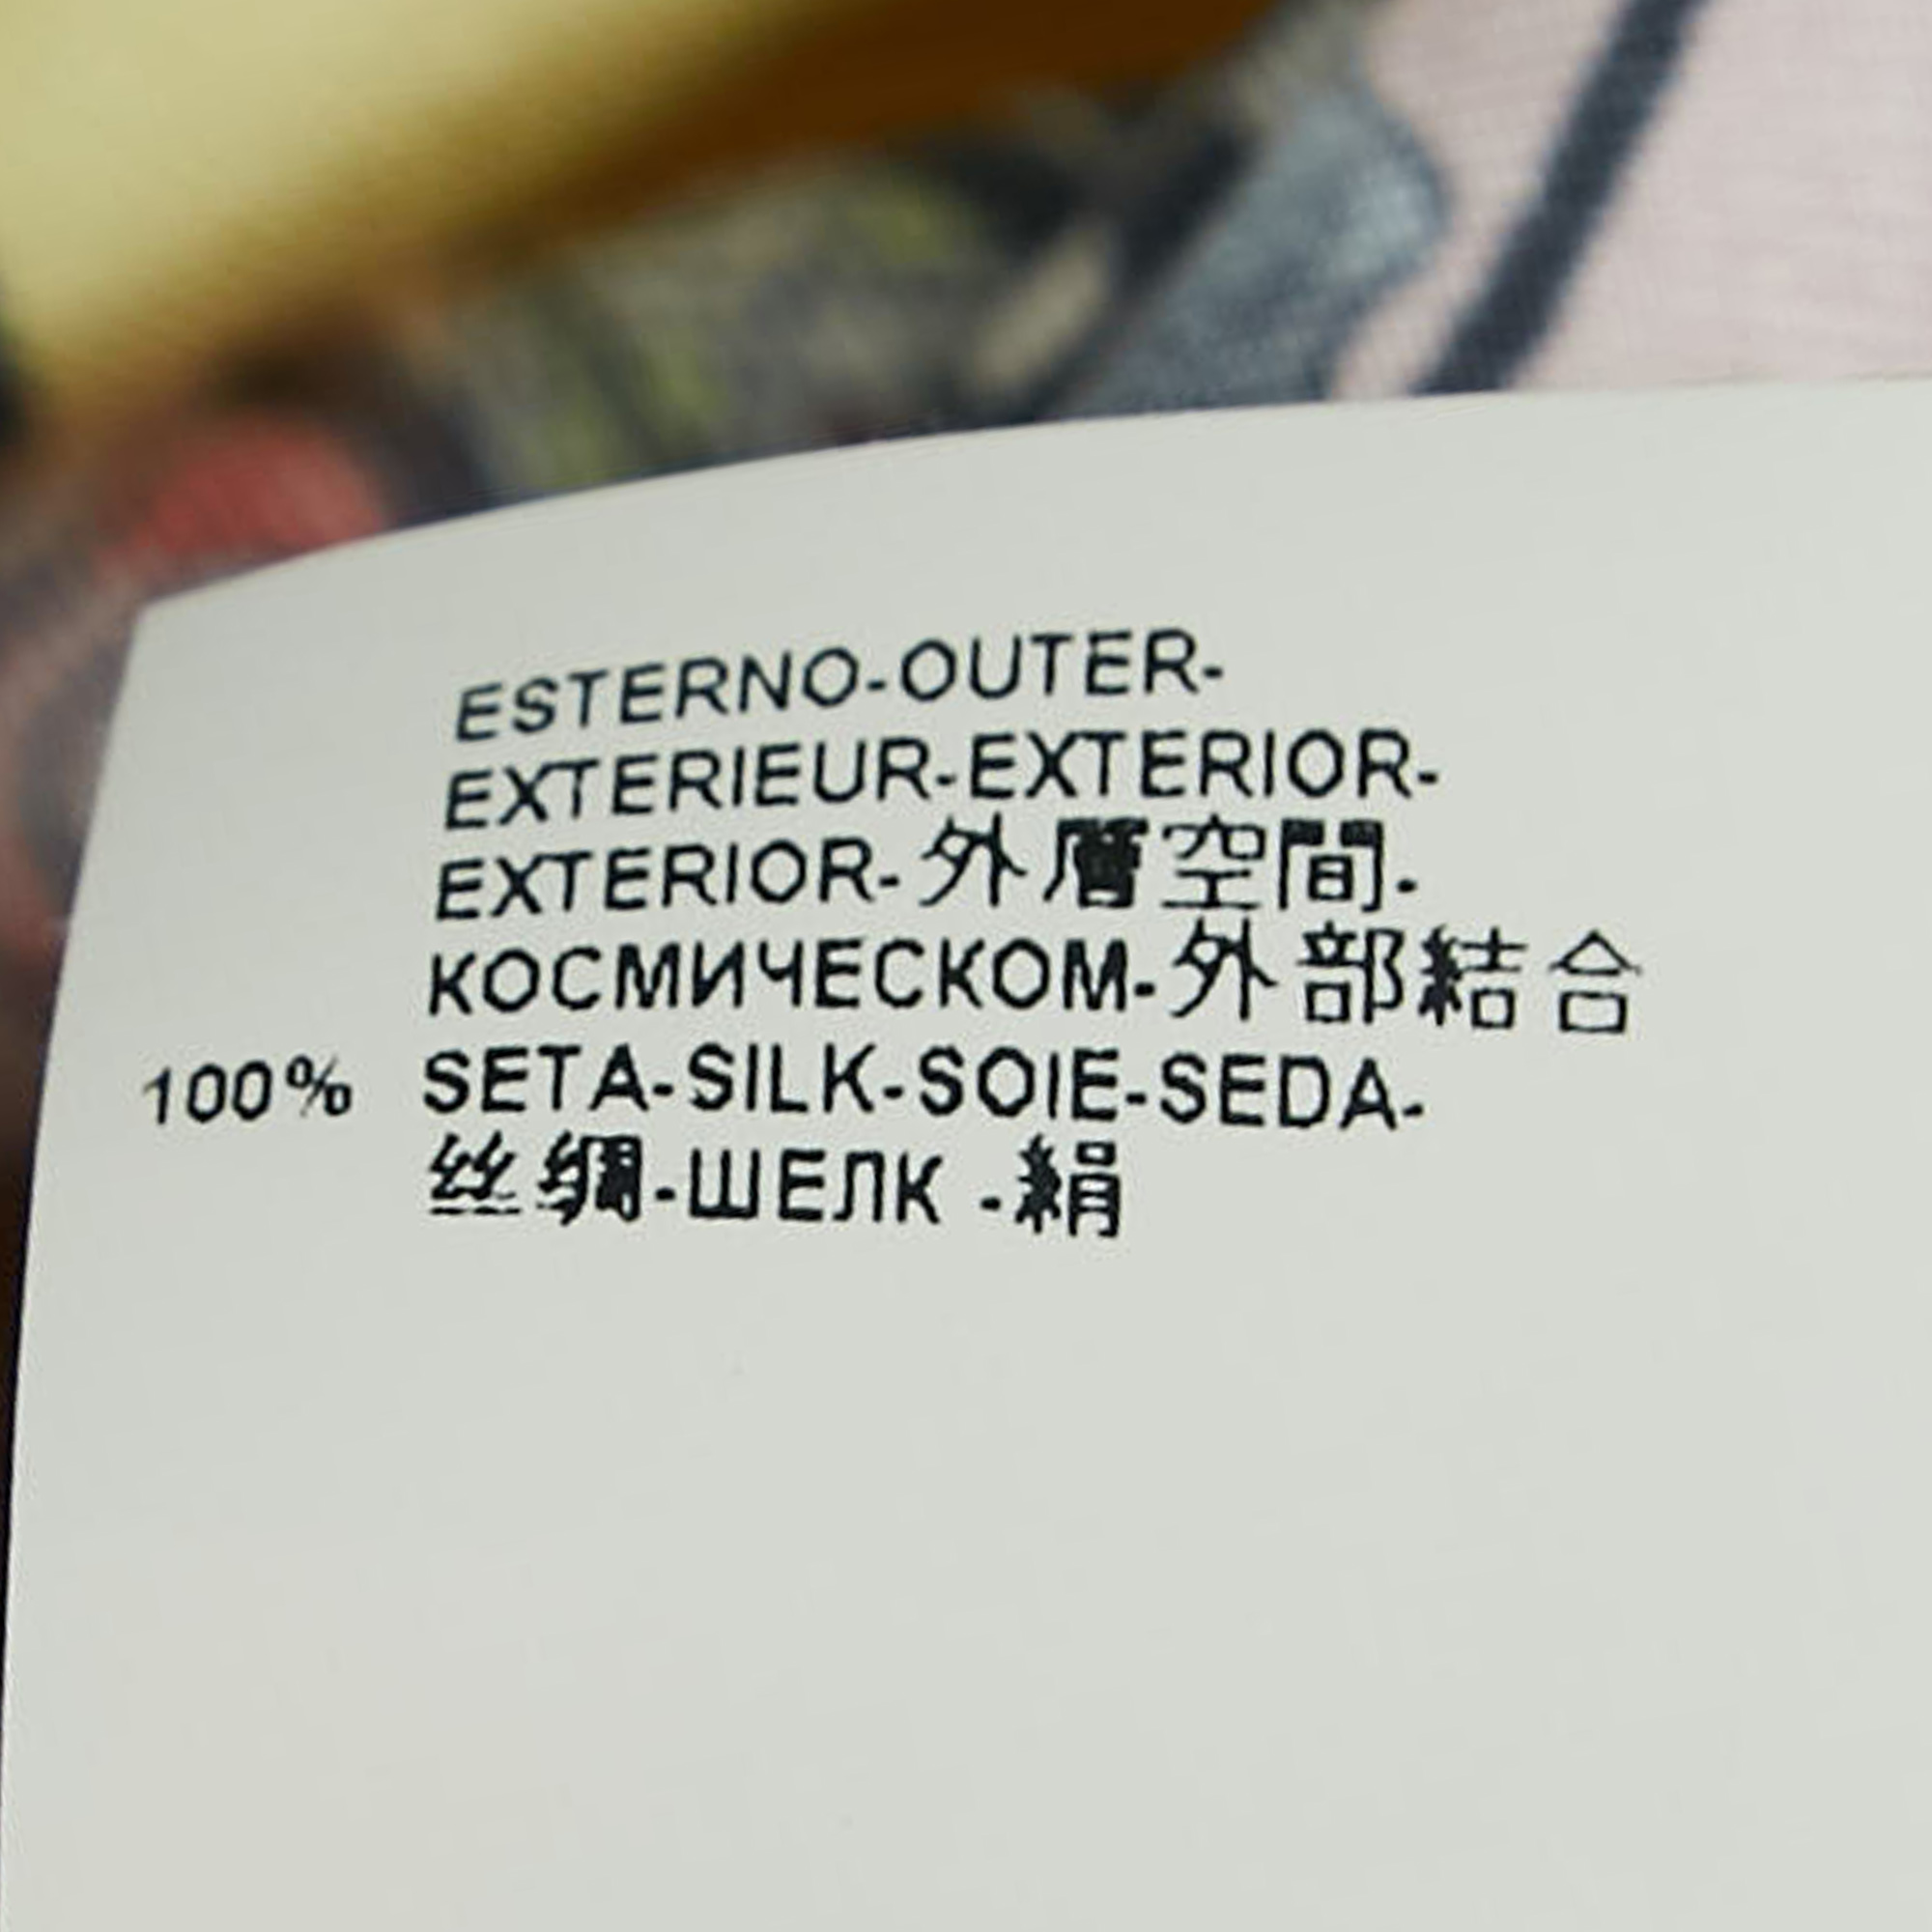 ESTERNO-OUTER-
EXTERIEUR-EXTERIOR-
EXTERIOR-外層空間-
КОСМИЧЕСКОМ-外部結合
100% SETA-SILK-SOIE-SEDA-
丝绸-ШЕЛК -絹